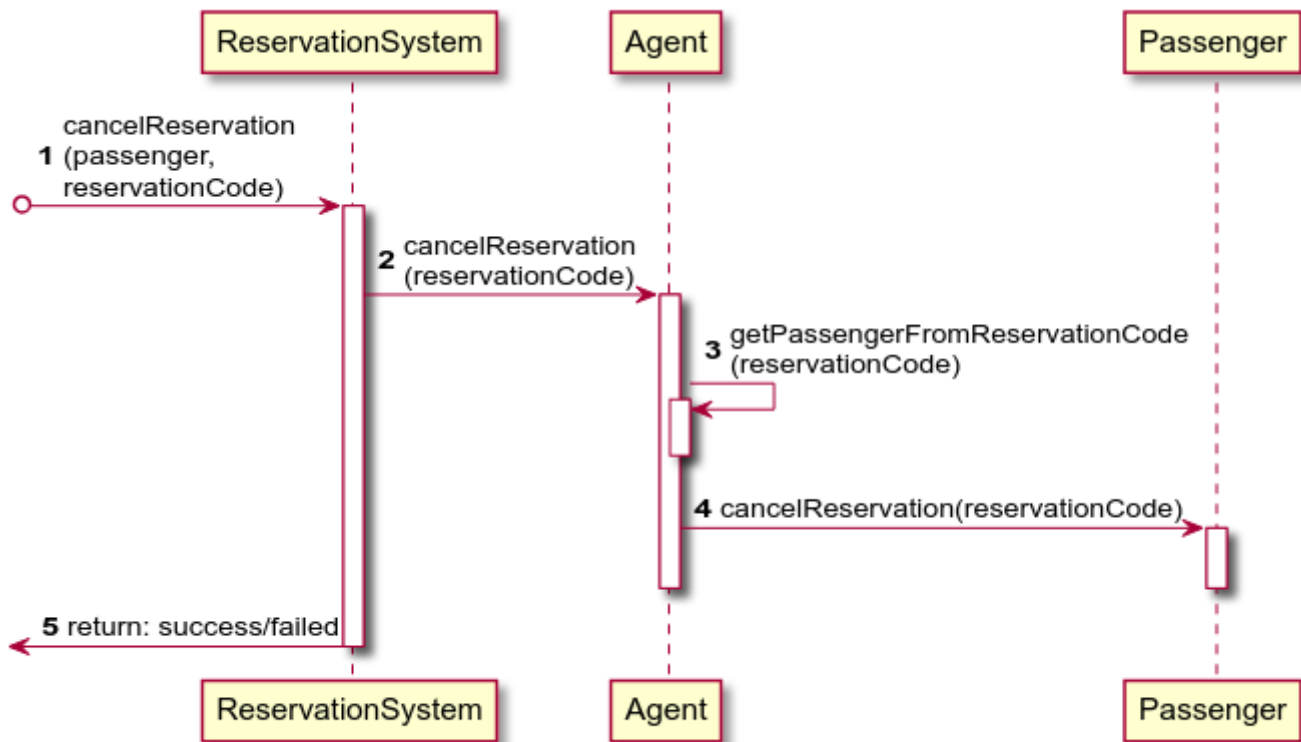 ReservationSystem
Agent
Passenger
cancelReservation
1 (passenger,
reservationCode)
2 cancelReservation
(reservationCode)
3 getPassengerFromReservationCode
(reservationCode)
4 cancelReservation(reservationCode)
5 return: success/failed
ReservationSystem
Agent
Passenger